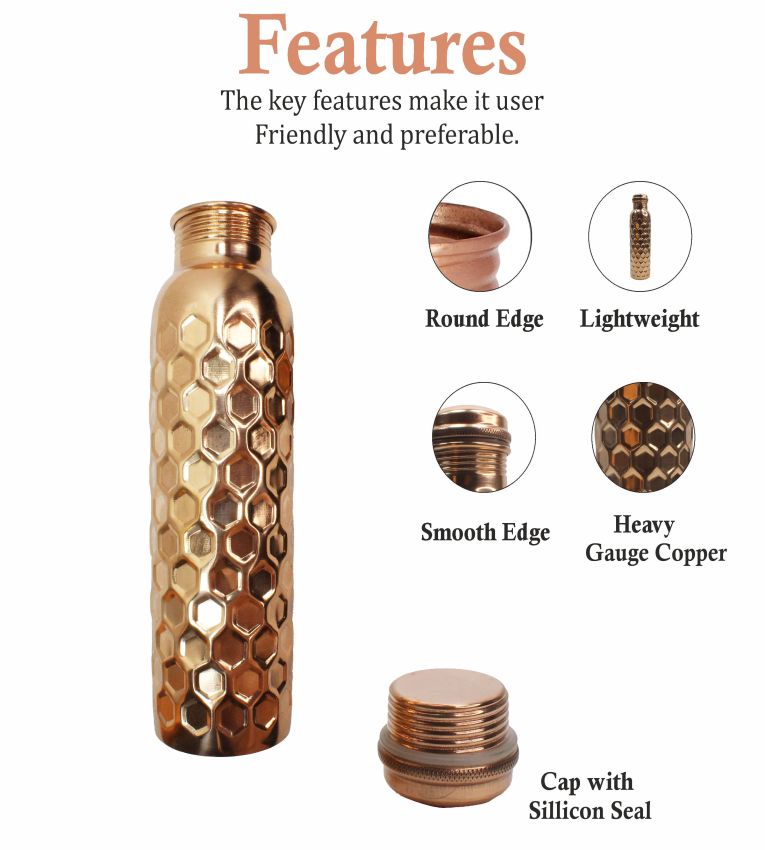 Features
The key features make it user
Friendly and preferable.
Round Edge
Lightweight
Smooth Edge
Heavy
Gauge Copper
Cap with
Sillicon Seal